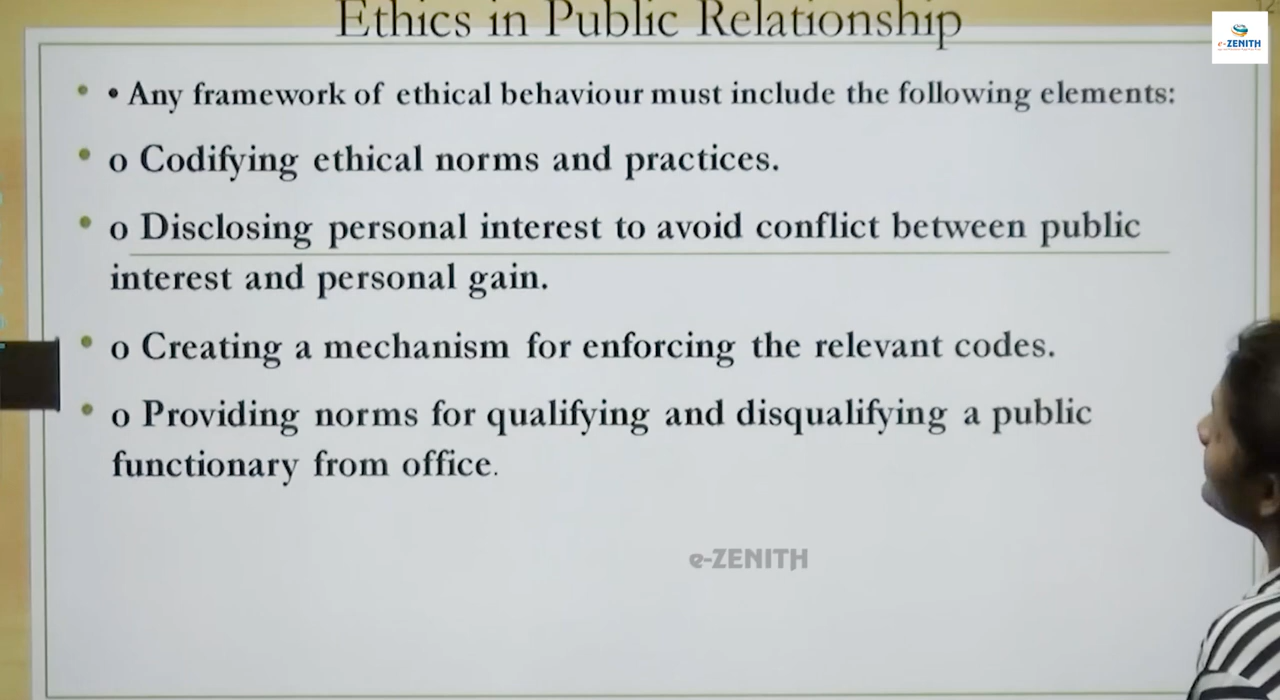 Ethics in Public Relationship
12
e-ZENITH
• • Any framework of ethical behaviour must include the following elements:
• o Codifying ethical norms and practices.
• o Disclosing personal interest to avoid conflict between public
interest and personal gain.
• o Creating a mechanism for enforcing the relevant codes.
• o Providing norms for qualifying and disqualifying a public
functionary from office.
e-ZENITH